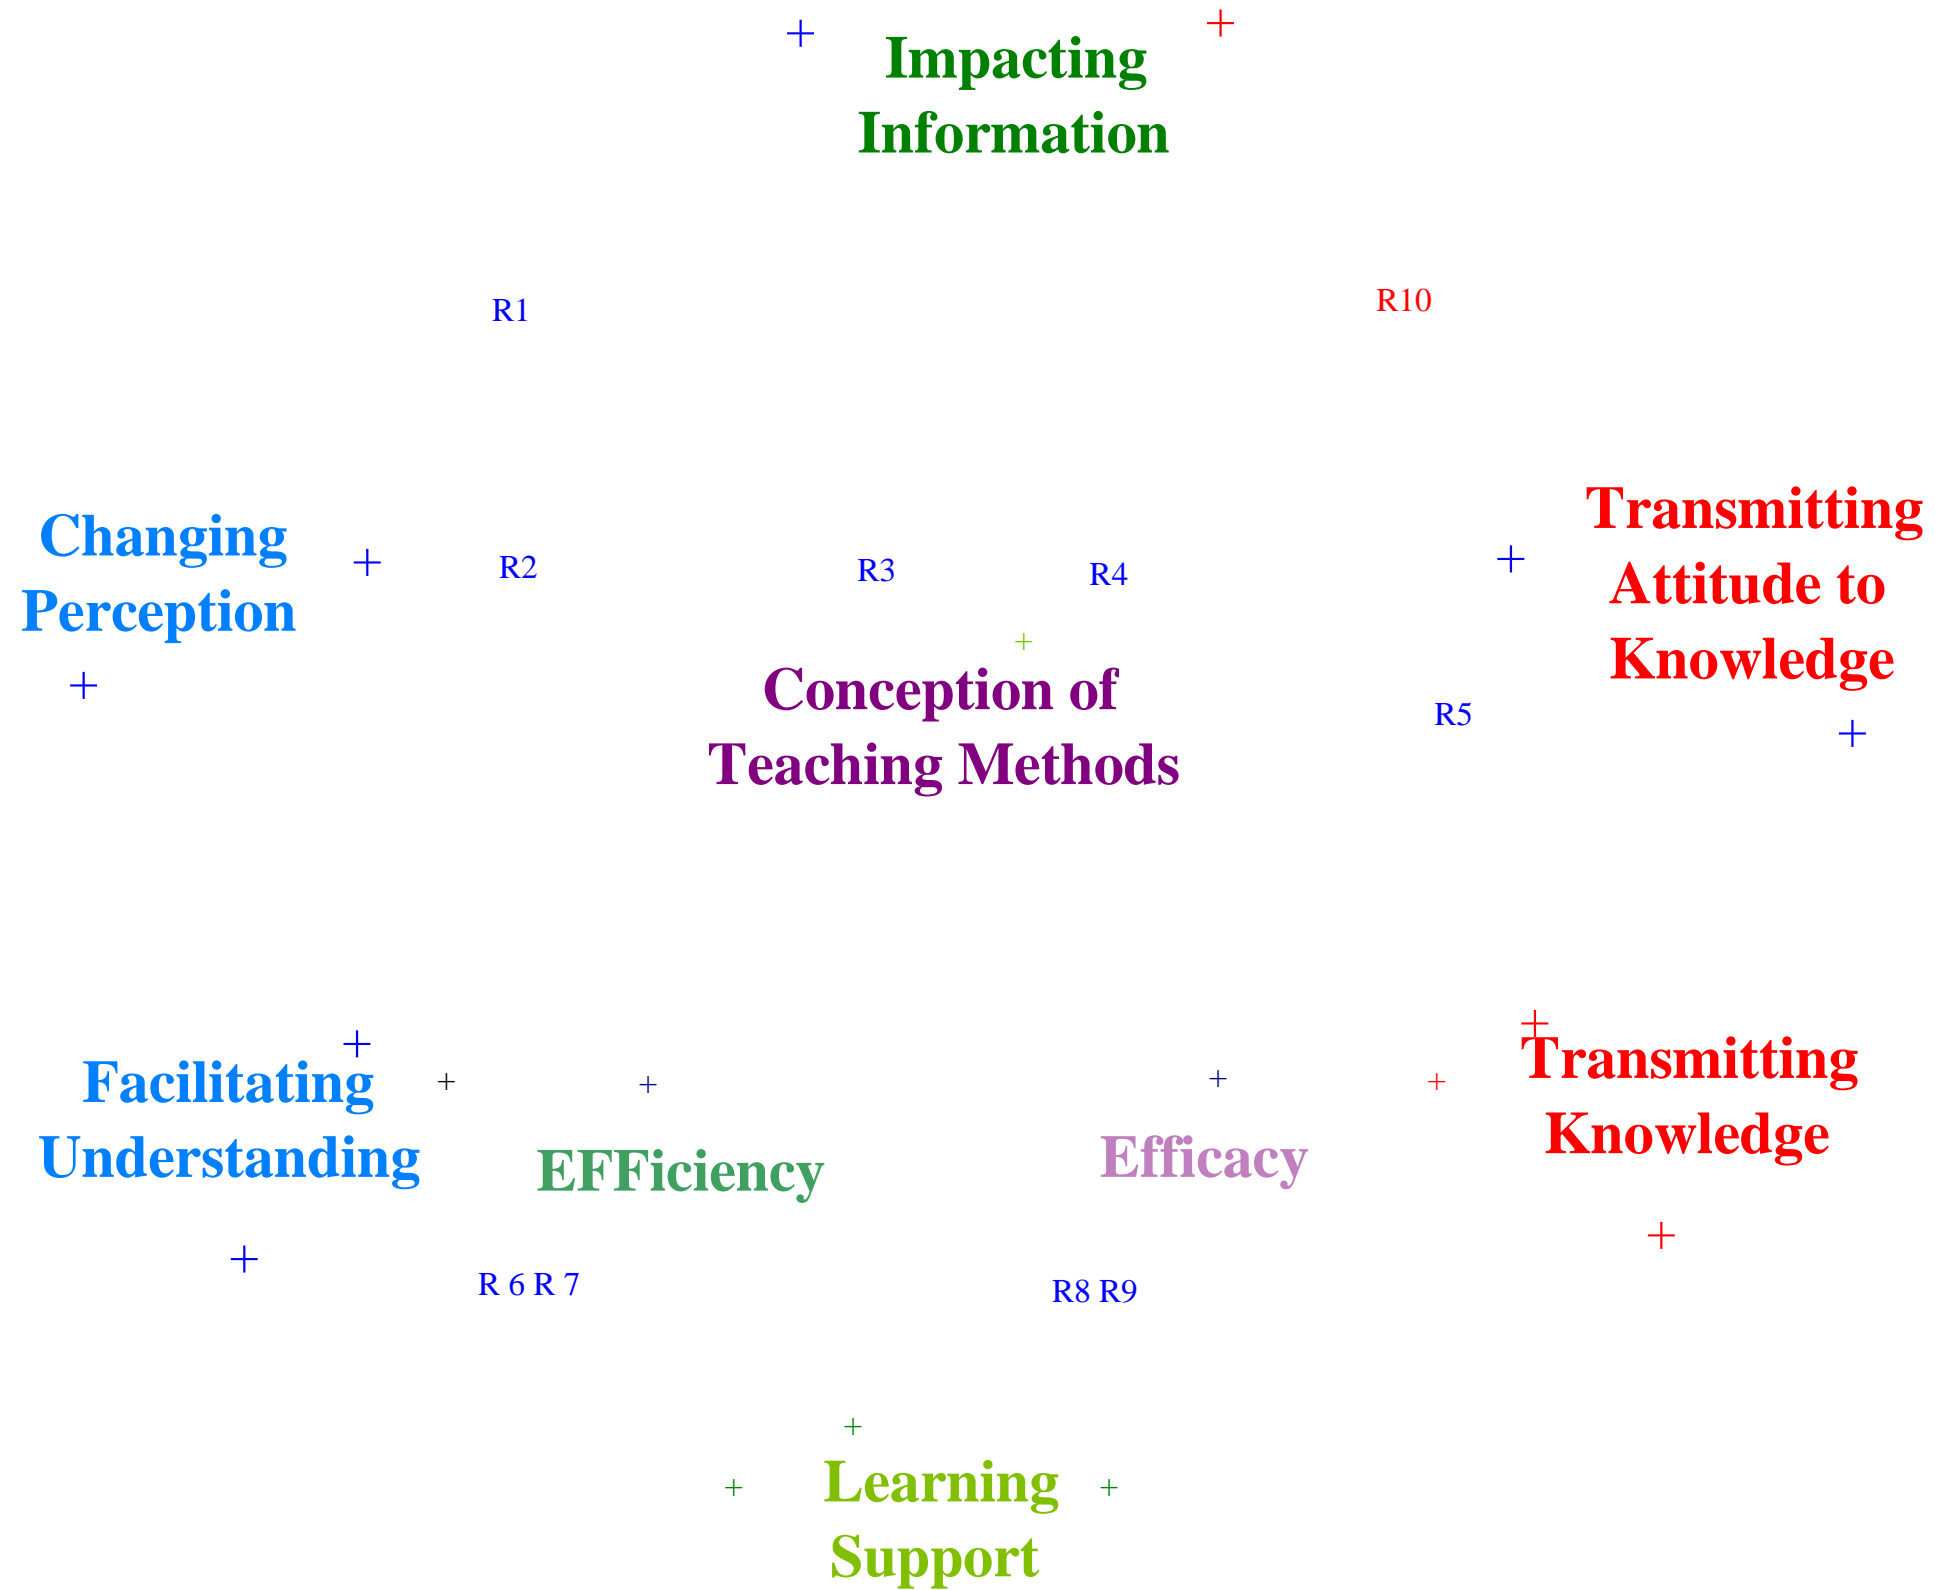 + +
Impacting
Information
R1 R10
Changing
Perception
+ R2 R3 R4 +
Transmitting
Attitude to
Knowledge
+
+
Conception of
Teaching Methods
R5
+
+
Facilitating
Understanding
+ + + +
+
Transmitting
Knowledge
EFFiciency
Efficacy
+
+
R 6 R 7
R8 R9
+
+ +
Learning
Support